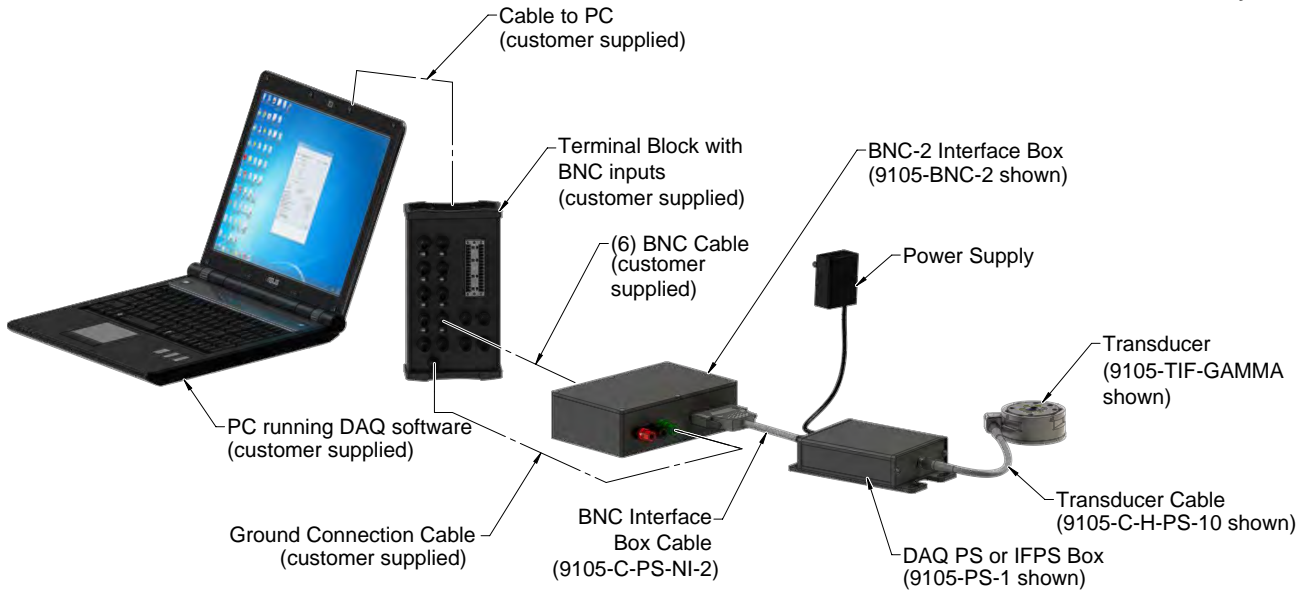 Cable to PC
(customer supplied)
Terminal Block with
BNC inputs
(customer supplied)
BNC-2 Interface Box
(9105-BNC-2 shown)
(6) BNC Cable
(customer
supplied)
Power Supply
Transducer
(9105-TIF-GAMMA
shown)
PC running DAQ software
(customer supplied)
Ground Connection Cable
(customer supplied)
BNC Interface
Box Cable
(9105-C-PS-NI-2)
Transducer Cable
(9105-C-H-PS-10 shown)
DAQ PS or IFPS Box
(9105-PS-1 shown)
ASUS